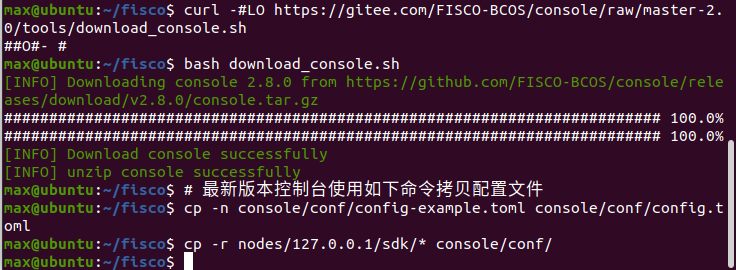 max@ubuntu:~/fisco$ curl -#LO https://gitee.com/FISCO-BCOS/console/raw/master-2.
0/tools/download_console.sh
##O#- #
max@ubuntu:~/fisco$ bash download_console.sh
[INFO] Downloading console 2.8.0 from https://github.com/FISCO-BCOS/console/rele
ases/download/v2.8.0/console.tar.gz
######################################################################## 100.0%
######################################################################## 100.0%
[INFO] Download console successfully
[INFO] unzip console successfully
max@ubuntu:~/fisco$ # 最新版本控制台使用如下命令拷贝配置文件
max@ubuntu:~/fisco$ cp -n console/conf/config-example.toml console/conf/config.t
oml
max@ubuntu:~/fisco$ cp -r nodes/127.0.0.1/sdk/* console/conf/
max@ubuntu:~/fisco$